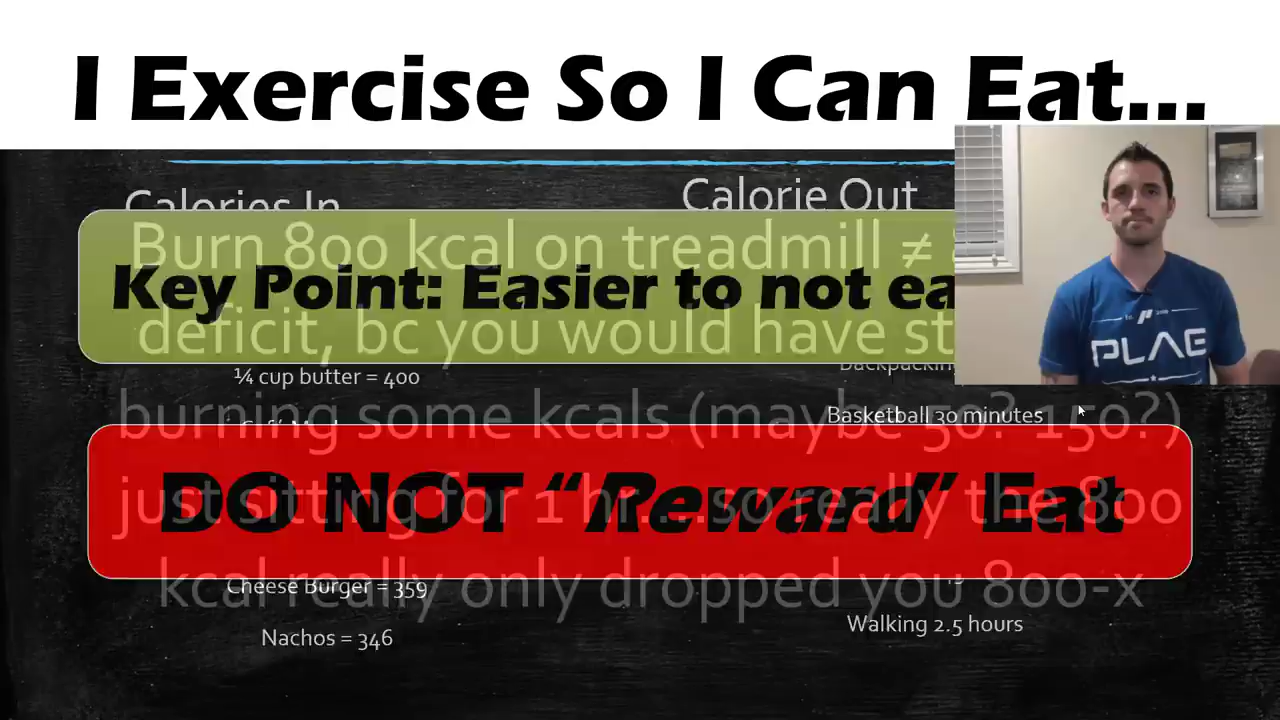 I Exercise So I Can Eat...
Calories In
Calorie Out
Burn 800 kcal on treadmill ≠
Key Point: Easier to not ea
deficit, bc you would have st
¼ cup butter = 400
Backpacking
burning some kcals (maybe 50? 150?)
Basketball 30 minutes
DO NOT “Reward” Eat
just sitting for 1 hr....so really the 800
Cheese Burger = 359
kcal really only dropped you 800-x
Nachos = 346
Walking 2.5 hours
PLAE